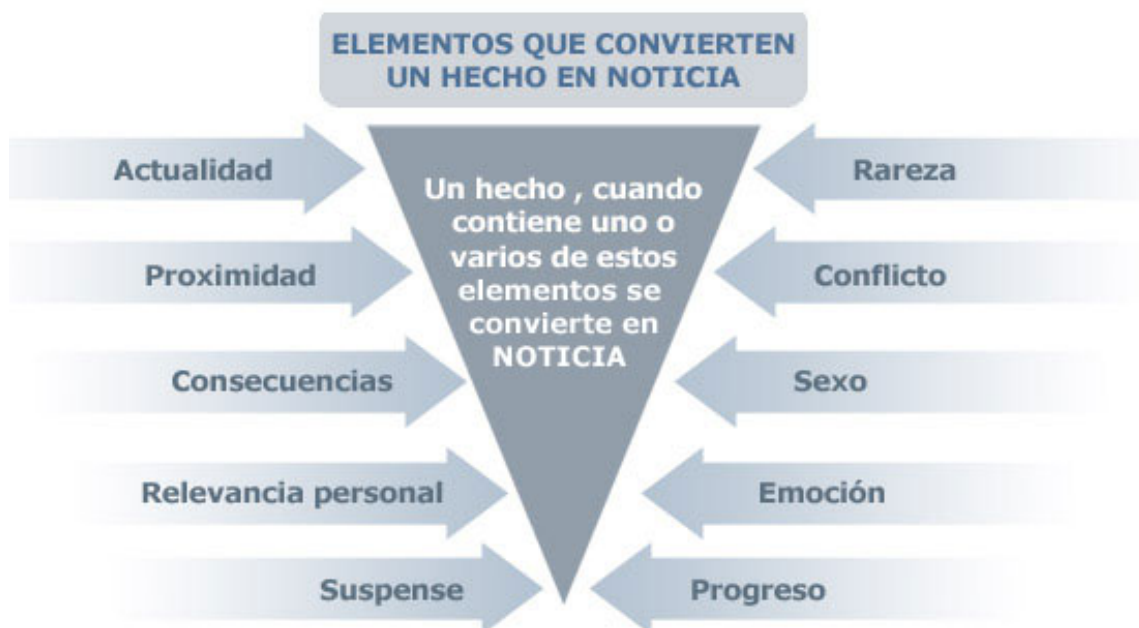 ELEMENTOS QUE CONVIERTEN
UN HECHO EN NOTICIA
Actualidad
Proximidad
Consecuencias
Relevancia personal
Suspense
Un hecho , cuando
contiene uno o
varios de estos
elementos se
convierte en
NOTICIA
Rareza
Conflicto
Sexo
Emoción
Progreso